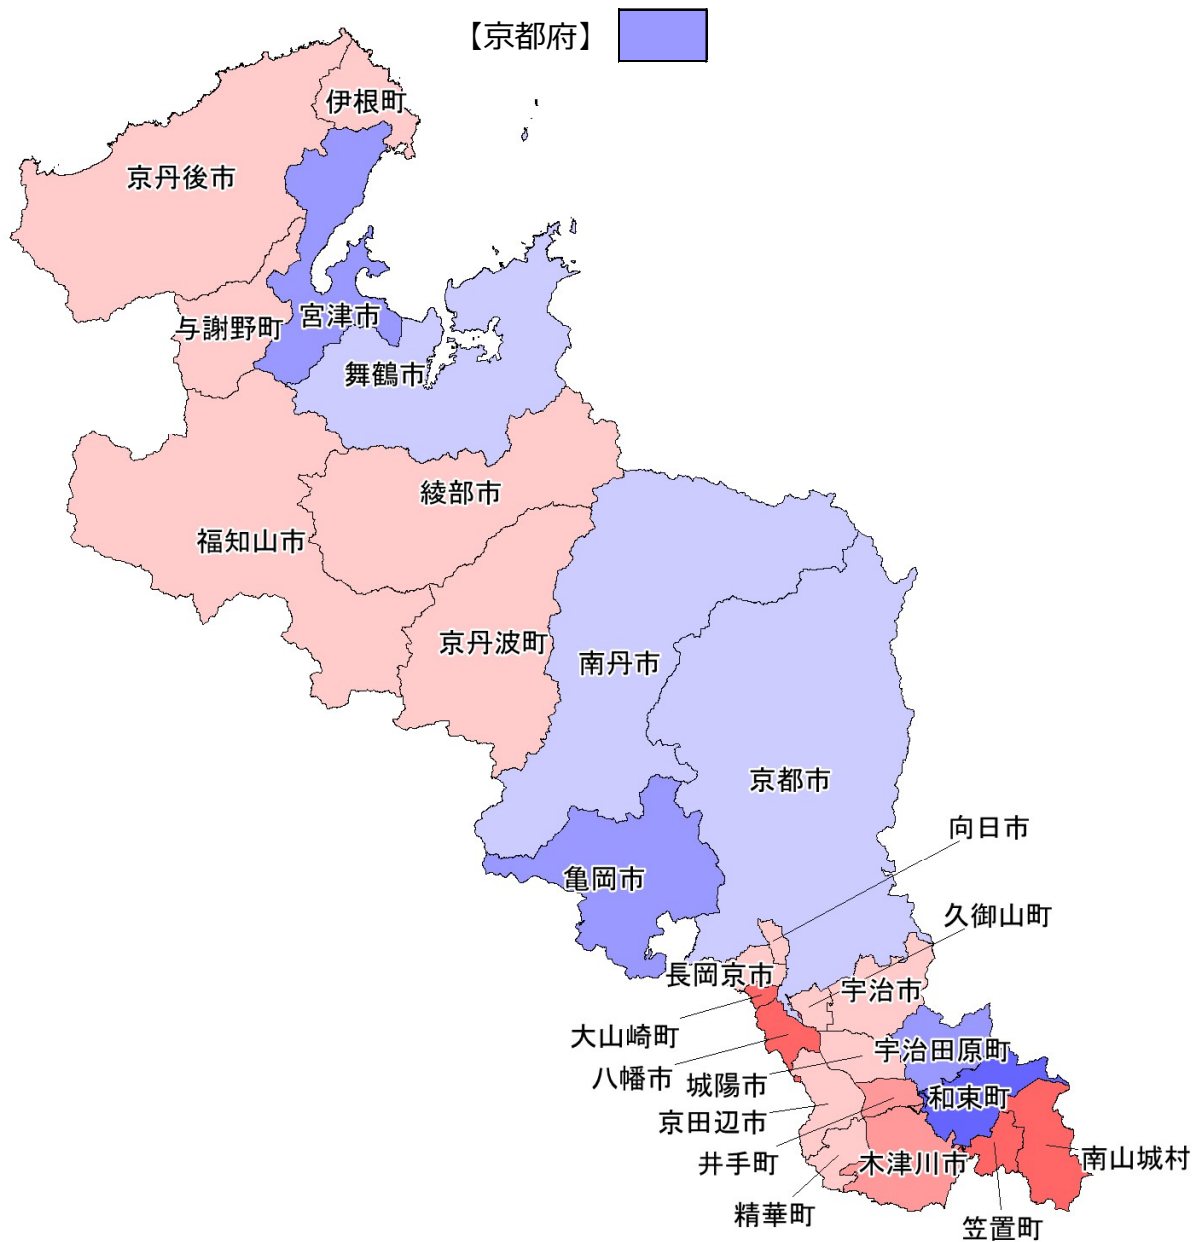 【京都府】
伊根町
京丹後市
宮津市
与謝野町
舞鶴市
綾部市
福知山市
京丹波町
南丹市
京都市
向日市
亀岡市
久御山町
長岡京市
宇治市
大山崎町
宇治田原町
八幡市
城陽市
和束町
京田辺市
井手町
木津川市
南山城村
精華町
笠置町